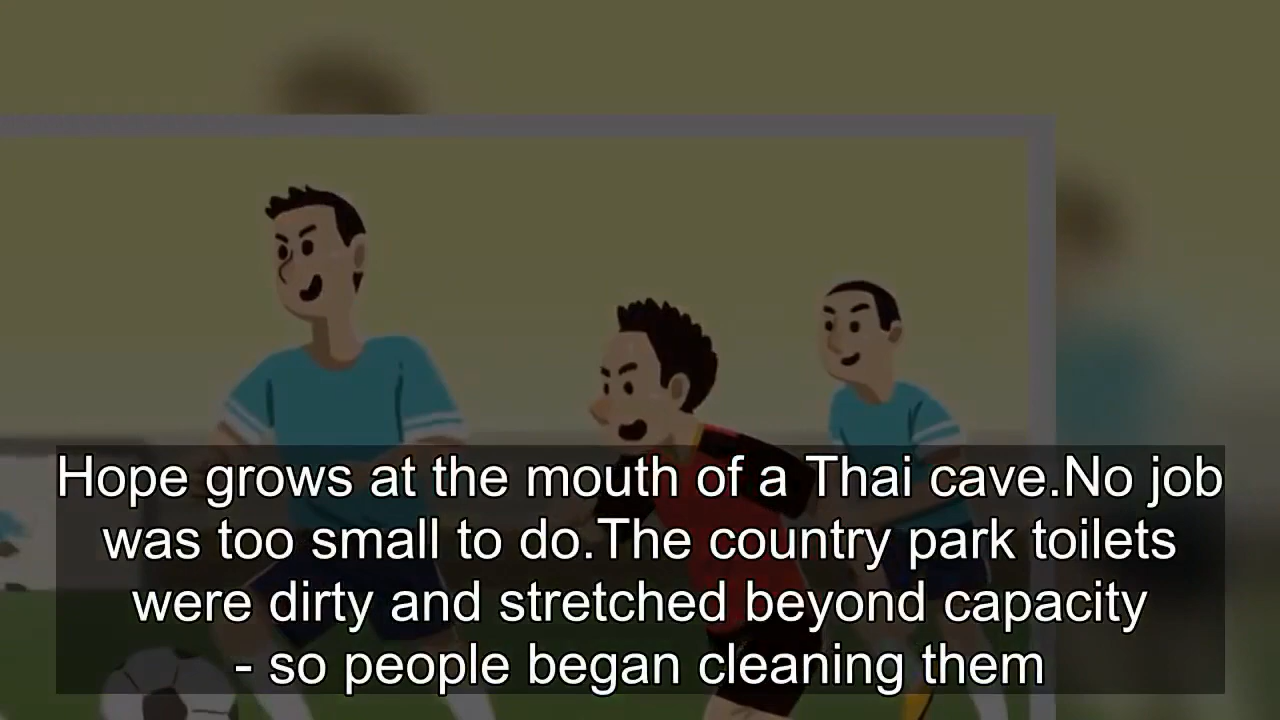 Hope grows at the mouth of a Thai cave.No job
was too small to do.The country park toilets
were dirty and stretched beyond capacity
- so people began cleaning them